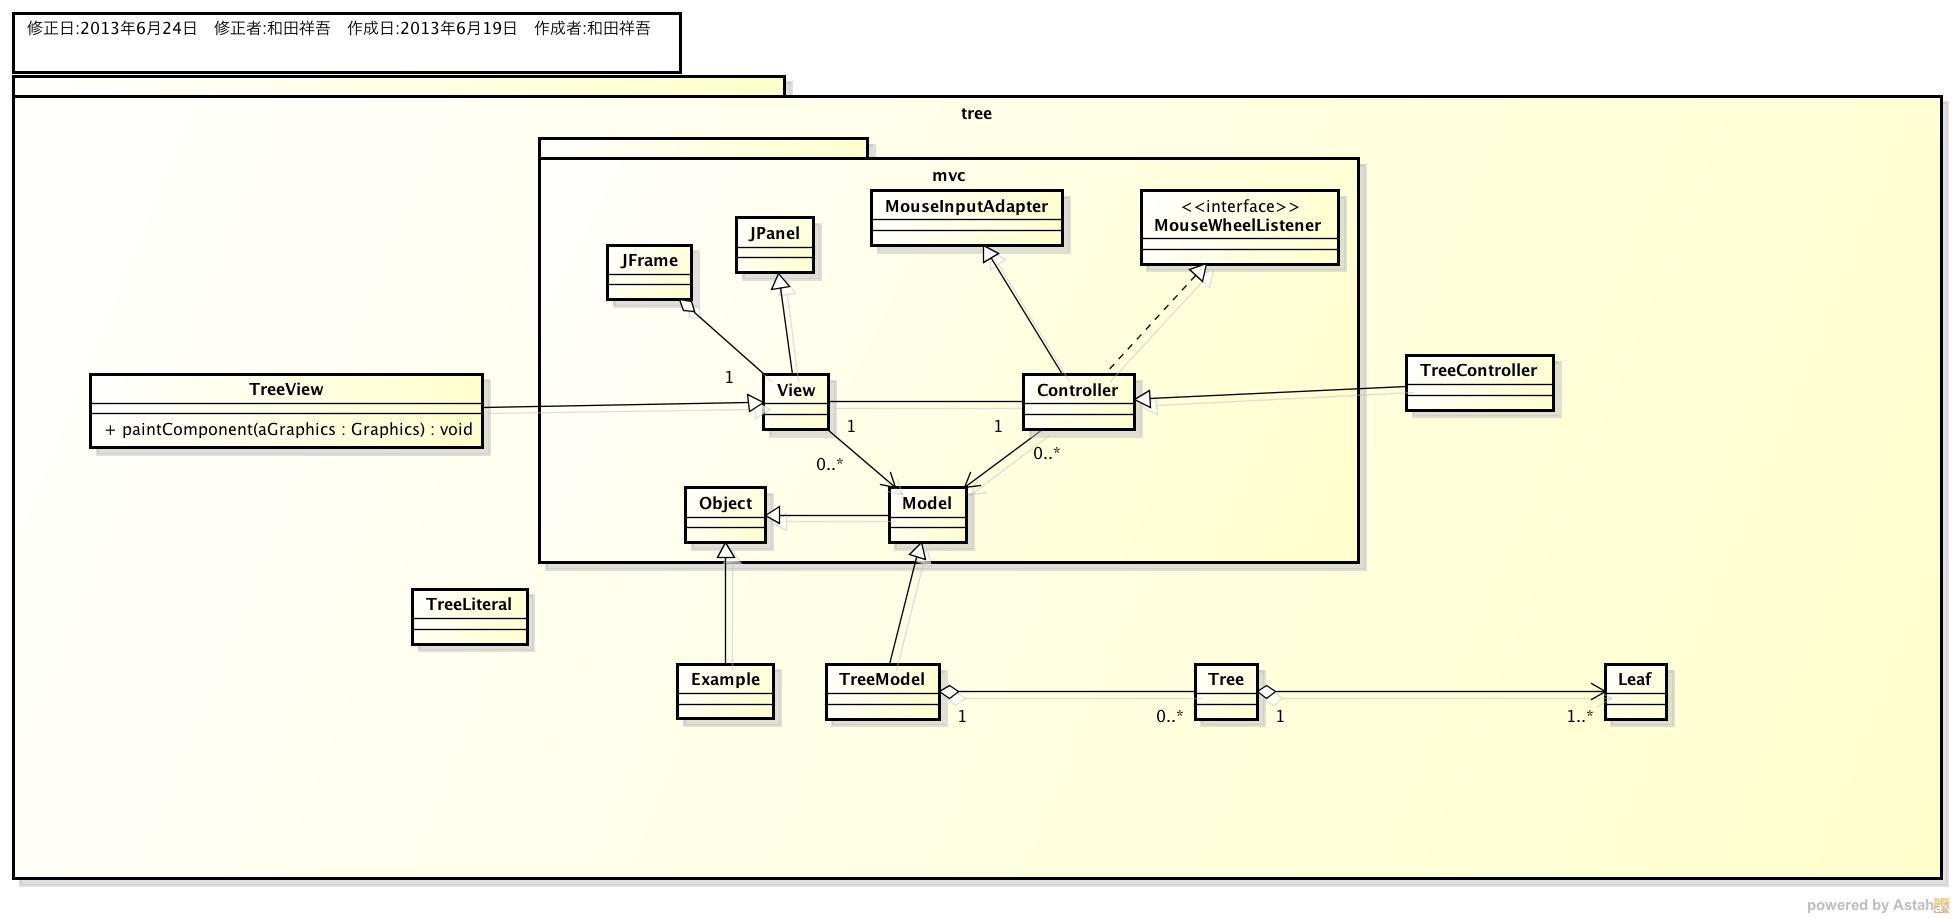 修正日:2013年6月24日　修正者:和田祥吾　作成日:2013年6月19日　作成者:和田祥吾
tree
mvc
MouseInputAdapter
<<interface>>
MouseWheelListener
JPanel
JFrame
TreeView
+ paintComponent(aGraphics : Graphics) : void
1
View
Controller
TreeController
1
1
0..*
0..*
Object
Model
TreeLiteral
Example
TreeModel
1
0..*
Tree
1
1..*
Leaf
powered by Astah